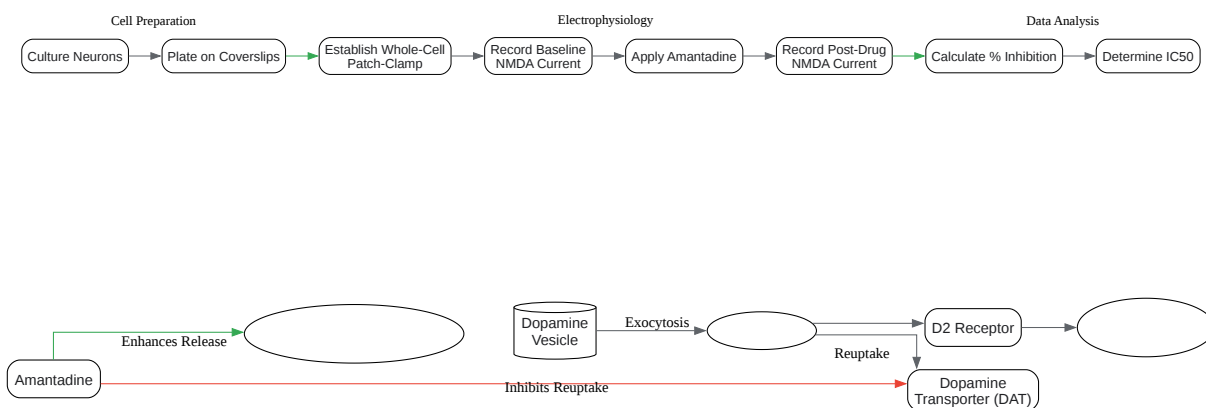 Cell Preparation
Electrophysiology
Data Analysis
Culture Neurons
Plate on Coverslips
Establish Whole-Cell
Patch-Clamp
Record Baseline
NMDA Current
Apply Amantadine
Record Post-Drug
NMDA Current
Calculate % Inhibition
Determine IC50
Amantadine
Enhances Release
Dopamine
Vesicle
Exocytosis
D2 Receptor
Reuptake
Inhibits Reuptake
Dopamine
Transporter (DAT)